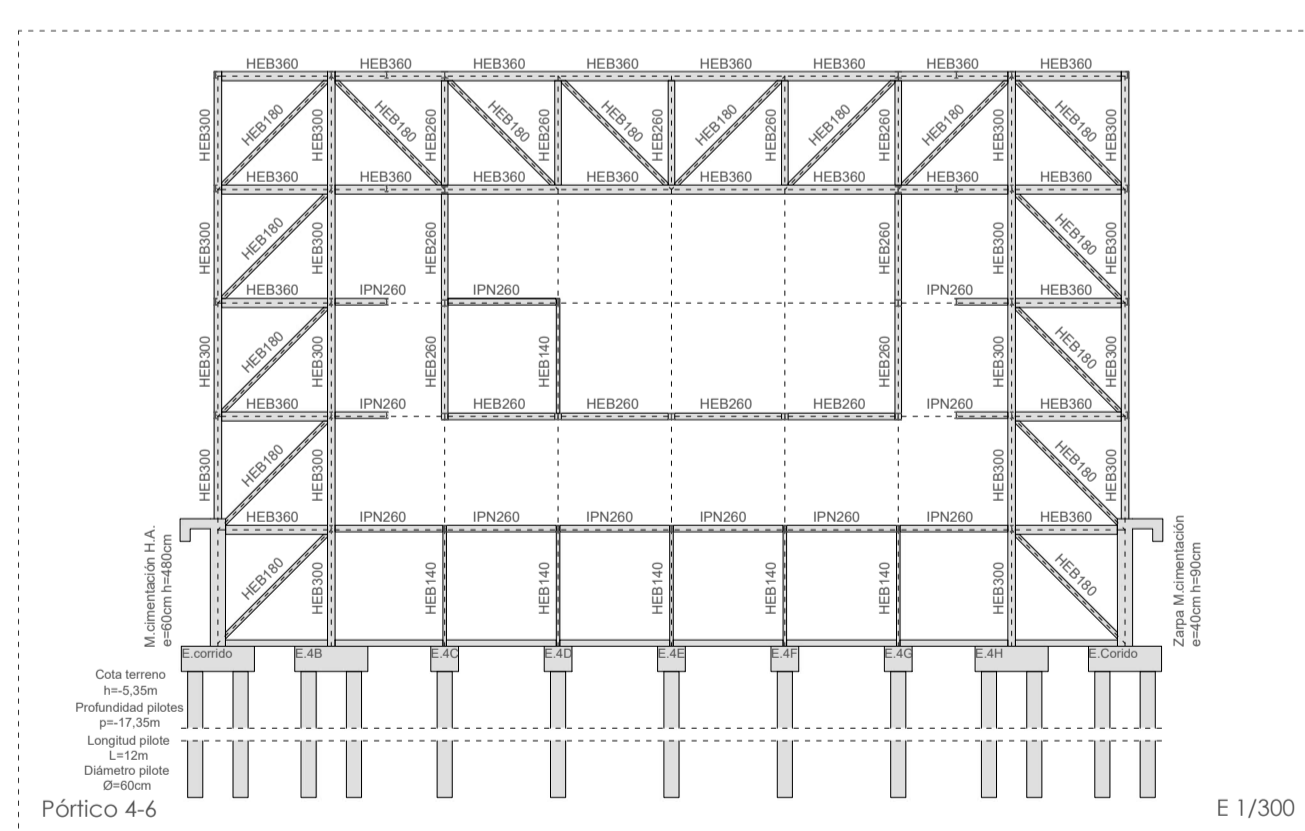 HEB360 HEB360 HEB360 HEB360 HEB360 HEB360 HEB360 HEB360
HEB300 HEB180 HEB300 HEB180 HEB260 HEB180 HEB260 HEB180 HEB260 HEB180 HEB260 HEB180 HEB180 HEB300 HEB180 HEB300
HEB360 HEB360 HEB360 HEB360 HEB360 HEB360 HEB360 HEB360
HEB300 HEB180 HEB300 HEB260 HEB260 HEB180 HEB300
HEB360 IPN260 IPN260 IPN260 HEB360
HEB300 HEB180 HEB300 HEB260 HEB140 HEB260 HEB300 HEB180 HEB300
HEB360 IPN260 HEB260 HEB260 HEB260 HEB260 IPN260 HEB360
HEB300 HEB180 HEB300 HEB300 HEB180 HEB300
HEB360 IPN260 IPN260 IPN260 IPN260 IPN260 IPN260 HEB360
M.cimentación H.A.
e=60cm h=480cm
HEB180 HEB300 HEB140 HEB140 HEB140 HEB140 HEB140 HEB300 HEB180
Zarpa M.cimentación
e=40cm h=90cm
E.corrido E.4B E.4C E.4D E.4E E.4F E.4G E.4H E.Corido
Cota terreno
h=-5,35m
Profundidad pilotes
p=-17,35m
Longitud pilote
L=12m
Diámetro pilote
Ø=60cm
Pórtico 4-6
E 1/300